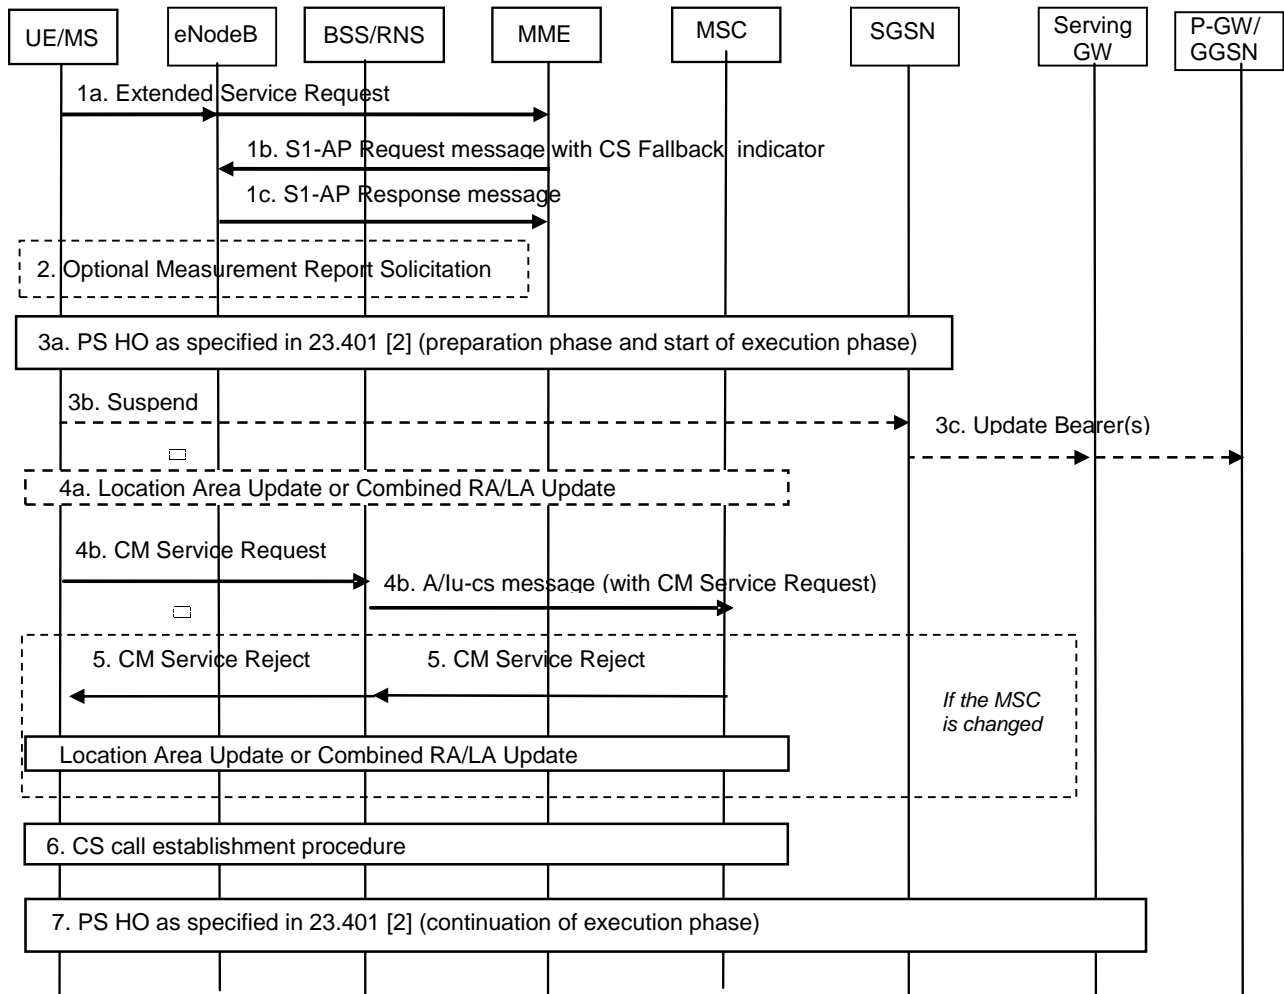 UE/MS
eNodeB
BSS/RNS
MME
MSC
SGSN
Serving
GW
P-GW/
GGSN
1a. Extended Service Request
1b. S1-AP Request message with CS Fallback indicator
1c. S1-AP Response message
2. Optional Measurement Report Solicitation
3a. PS HO as specified in 23.401 [2] (preparation phase and start of execution phase)
3b. Suspend
3c. Update Bearer(s)
4a. Location Area Update or Combined RA/LA Update
4b. CM Service Request
4b. A/Iu-cs message (with CM Service Request)
5. CM Service Reject
5. CM Service Reject
If the MSC
is changed
Location Area Update or Combined RA/LA Update
6. CS call establishment procedure
7. PS HO as specified in 23.401 [2] (continuation of execution phase)